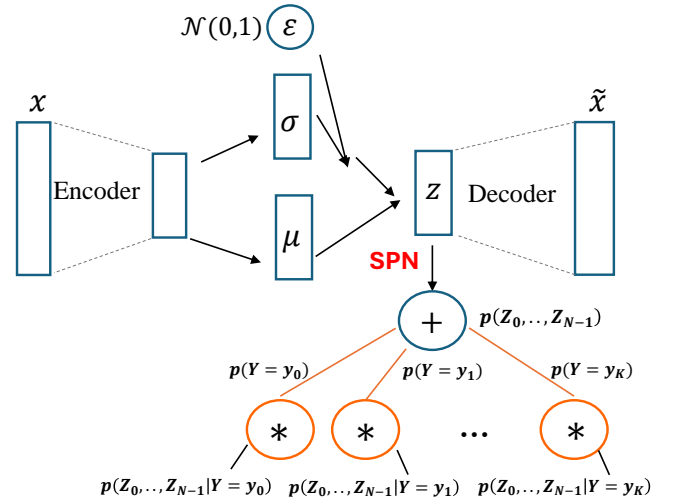 𝒩(0,1) ε
x
σ
x̃
Encoder
z
Decoder
μ
SPN
+
p(Z₀,..,Z_{N−1})
p(Y = y₀)
p(Y = y₁)
p(Y = y_K)
*
*
...
*
p(Z₀,..,Z_{N−1}|Y = y₀)
p(Z₀,..,Z_{N−1}|Y = y₁)
p(Z₀,..,Z_{N−1}|Y = y_K)